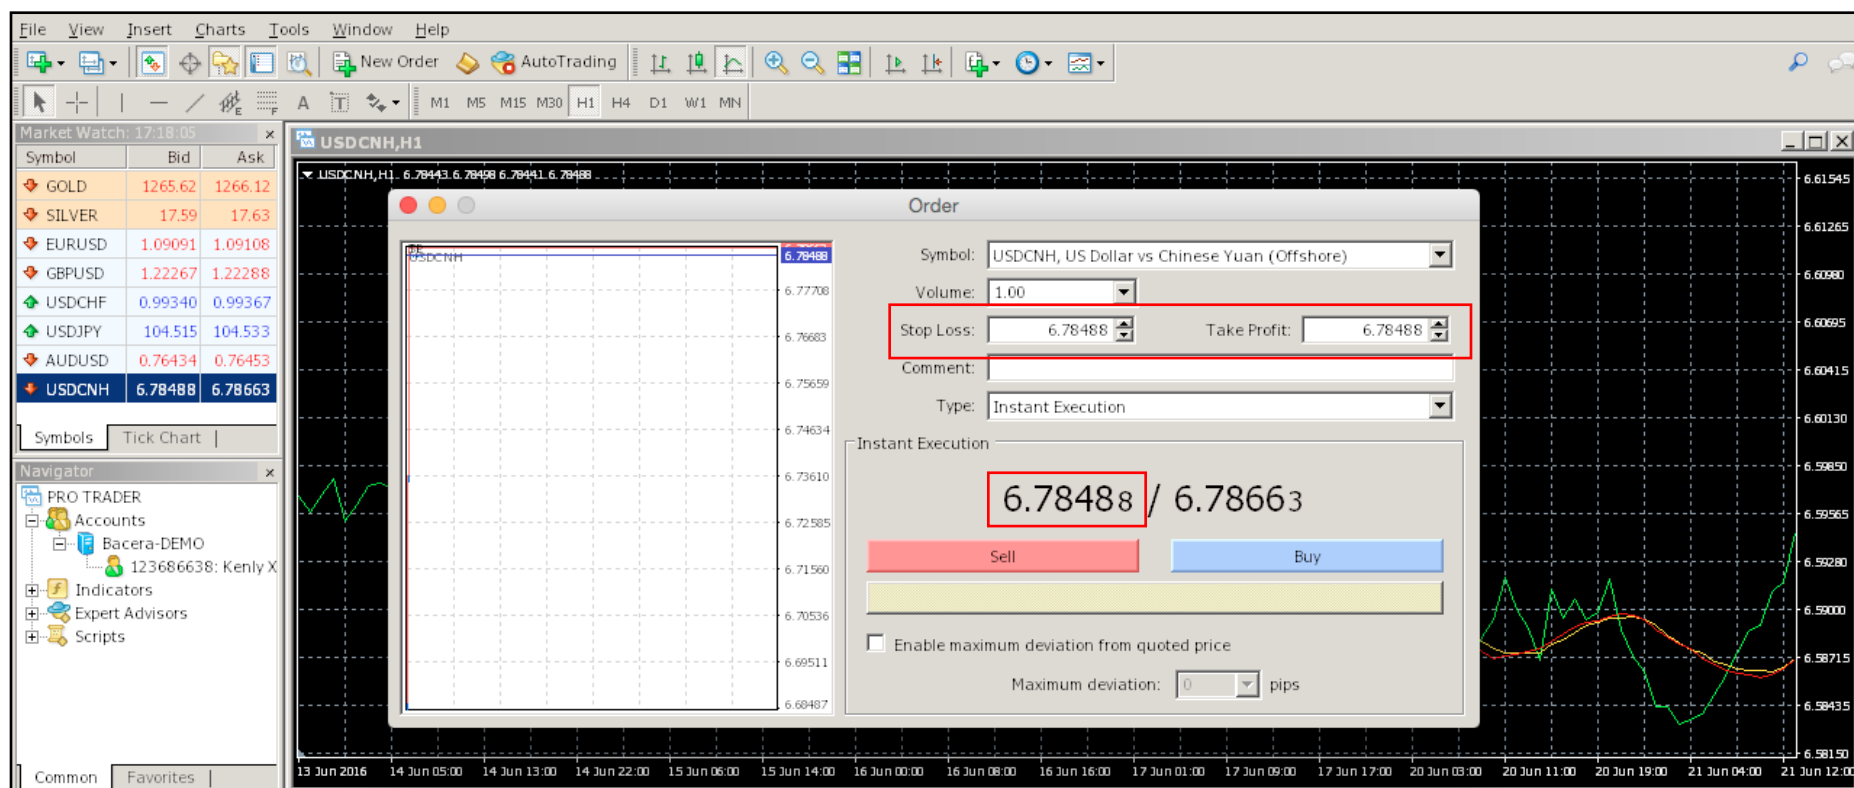 File View Insert Charts Tools Window Help
New Order AutoTrading
E F A T M1 M5 M15 M30 H1 H4 D1 W1 MN
Market Watch: 17:18:05
Symbol Bid Ask
GOLD 1265.62 1266.12
SILVER 17.59 17.63
EURUSD 1.09091 1.09108
GBPUSD 1.22267 1.22288
USDCHF 0.99340 0.99367
USDJPY 104.515 104.533
AUDUSD 0.76434 0.76453
USDCNH 6.78488 6.78663
Symbols Tick Chart
Navigator
PRO TRADER
Accounts
Bacera-DEMO
123686638: Kenly X
Indicators
Expert Advisors
Scripts
Common Favorites
USDCNH,H1
USDCNH,H1 6.78443 6.78498 6.78441 6.78488
Order
USDCNH
6.78488
6.77708
6.76683
6.75659
6.74634
6.73610
6.72585
6.71560
6.70536
6.69511
6.68487
Symbol: USDCNH, US Dollar vs Chinese Yuan (Offshore)
Volume: 1.00
Stop Loss: 6.78488 Take Profit: 6.78488
Comment:
Type: Instant Execution
Instant Execution
6.78488 / 6.78663
Sell Buy
Enable maximum deviation from quoted price
Maximum deviation: 0 pips
6.61545
6.61265
6.60980
6.60695
6.60415
6.60130
6.59850
6.59565
6.59280
6.59000
6.58715
6.58435
6.58150
13 Jun 2016 14 Jun 05:00 14 Jun 13:00 14 Jun 22:00 15 Jun 06:00 15 Jun 14:00 16 Jun 00:00 16 Jun 08:00 16 Jun 16:00 17 Jun 01:00 17 Jun 09:00 17 Jun 17:00 20 Jun 03:00 20 Jun 11:00 20 Jun 19:00 21 Jun 04:00 21 Jun 12:00